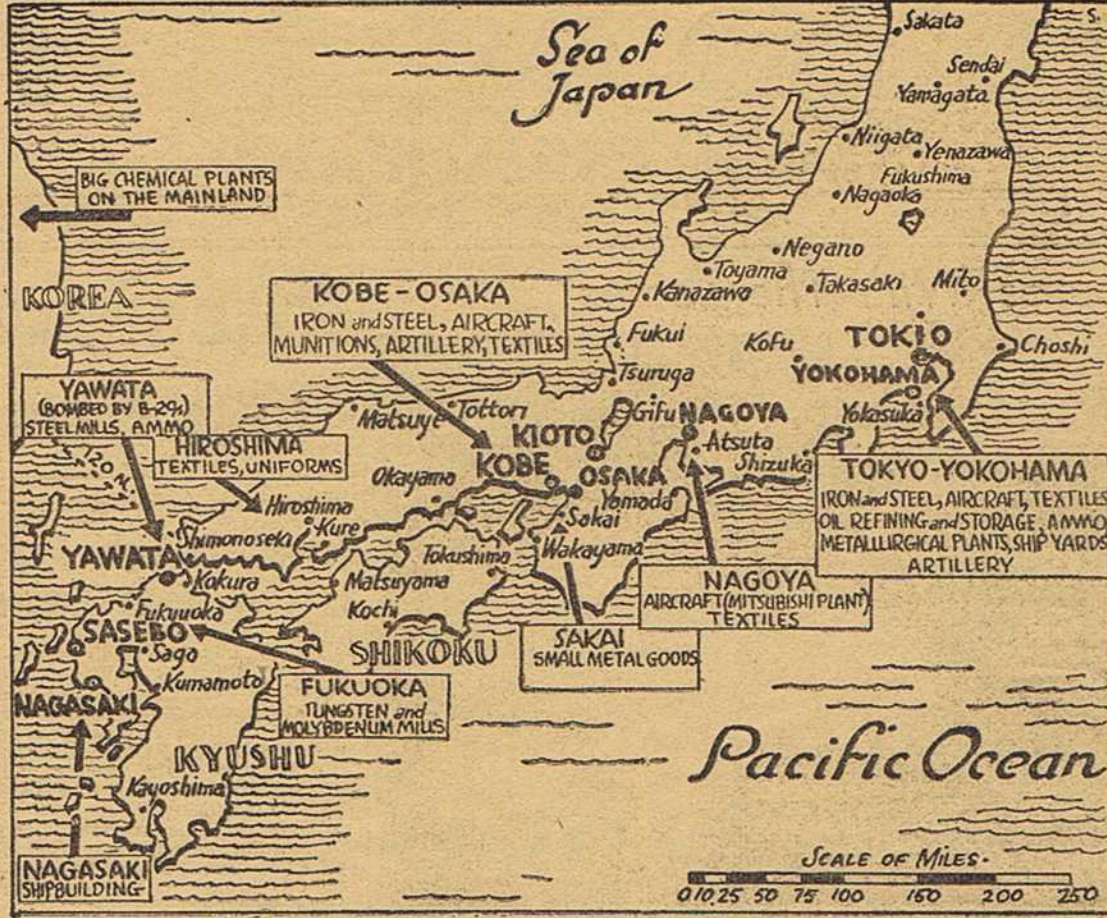 S.
Sea of
Japan
Sakata
Sendai
Yamagata
Niigata
Yenazawa
Fukushima
Nagaoka
BIG CHEMICAL PLANTS
ON THE MAINLAND
KOREA
Negano
Toyama
Takasaki
Mito
Kanazawa
KOBE-OSAKA
IRON and STEEL, AIRCRAFT,
MUNITIONS, ARTILLERY, TEXTILES
Fukui
Kofu
TOKIO
Choshi
Tsuruga
YOKOHAMA
YAWATA
(BOMBED BY B-29s)
STEEL MILLS, AMMO
Matsuye
Tottori
Gifu
NAGOYA
Yokasuka
HIROSHIMA
TEXTILES, UNIFORMS
KIOTO
Atsuta
Shizuka
KOBE
OSAKA
Okayama
Yamada
TOKYO-YOKOHAMA
IRON and STEEL, AIRCRAFT, TEXTILES
OIL REFINING and STORAGE, AMMO
METALLURGICAL PLANTS, SHIP YARDS
ARTILLERY
Hiroshima
Kure
Sakai
Shimonoseki
Wakayama
YAWATA
Kokura
Tokushima
Matsuyama
Kochi
NAGOYA
AIRCRAFT (MITSUBISHI PLANT)
TEXTILES
Fukuuoka
SASEBO
Saga
SHIKOKU
SAKAI
SMALL METAL GOODS
Kumamoto
NAGASAKI
FUKUOKA
TUNGSTEN and
MOLYBDENUM MILLS
KYUSHU
Kayoshima
Pacific Ocean
NAGASAKI
SHIPBUILDING
SCALE OF MILES.
0 10 25 50 75 100 150 200 250